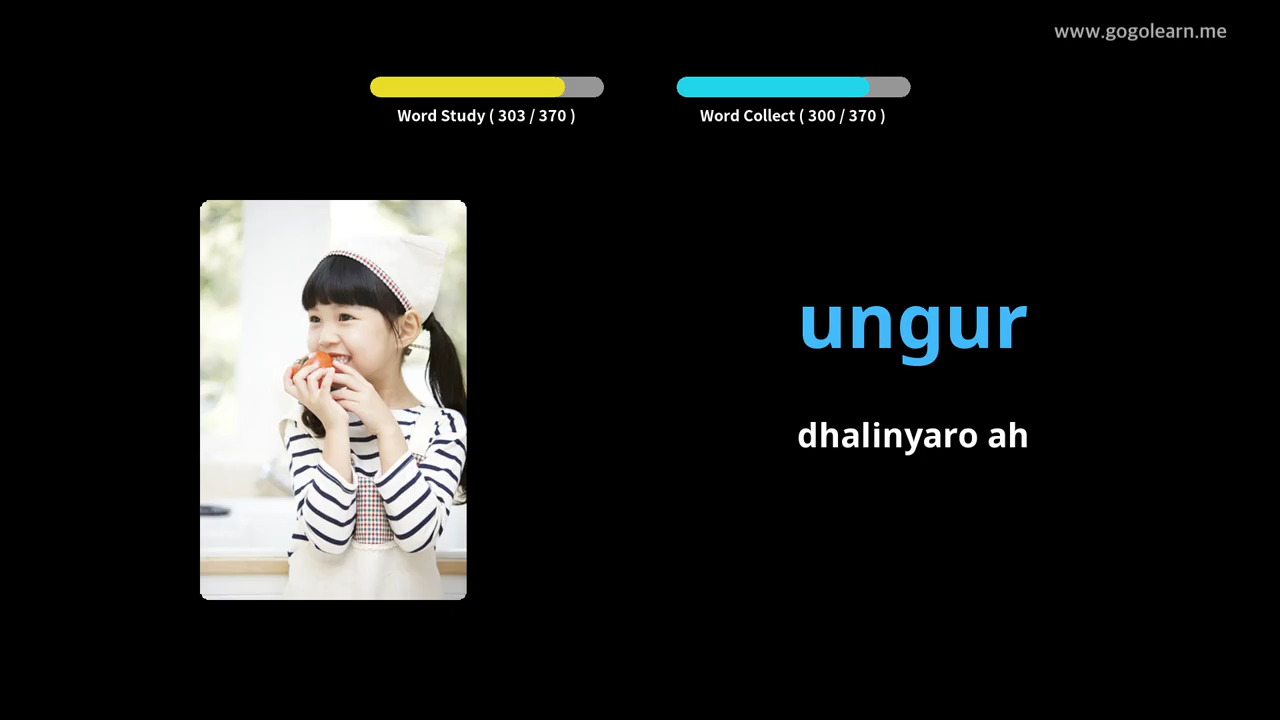 www.gogolearn.me
Word Study ( 303 / 370 )
Word Collect ( 300 / 370 )
ungur
dhalinyaro ah